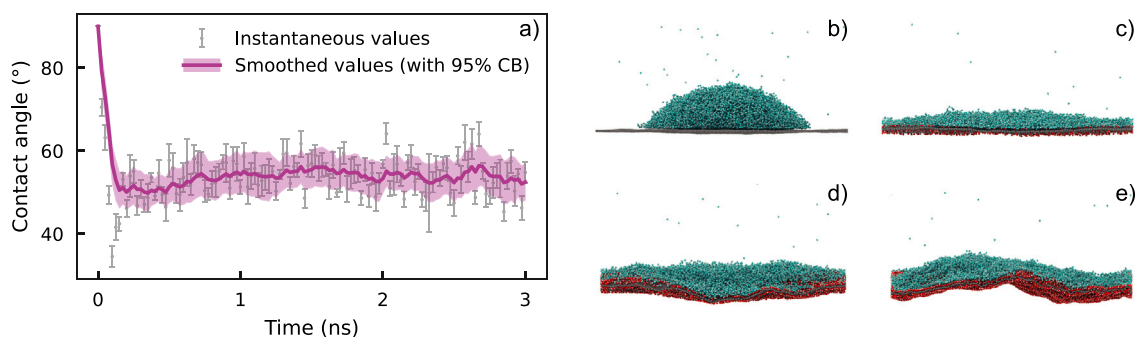 a)
Instantaneous values
Smoothed values (with 95% CB)
Contact angle (°)
80
60
40
0
1
2
3
Time (ns)
b)
c)
d)
e)